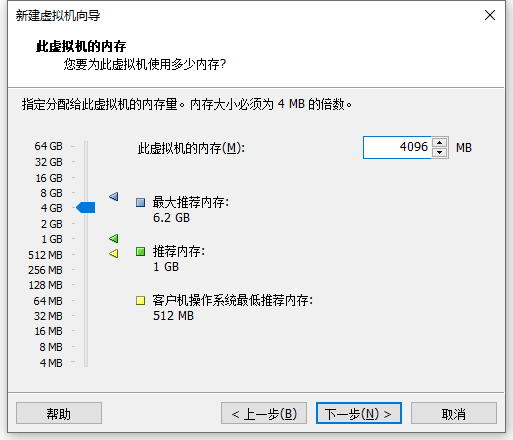 新建虚拟机向导
此虚拟机的内存
您要为此虚拟机使用多少内存?
指定分配给此虚拟机的内存量。内存大小必须为 4 MB 的倍数。
此虚拟机的内存(M): 4096 MB
64 GB
32 GB
16 GB
8 GB
4 GB
2 GB
1 GB
512 MB
256 MB
128 MB
64 MB
32 MB
16 MB
8 MB
4 MB
最大推荐内存:
6.2 GB
推荐内存:
1 GB
客户机操作系统最低推荐内存:
512 MB
帮助 < 上一步(B) 下一步(N) > 取消